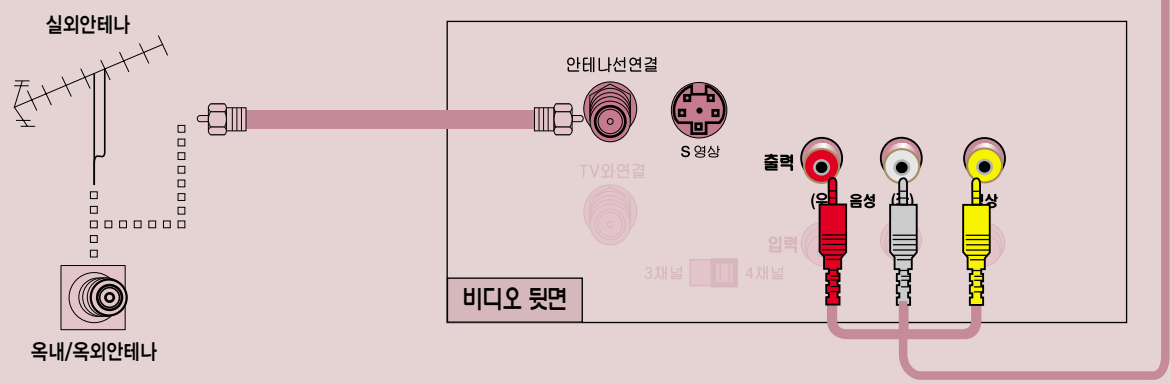 실외안테나
안테나선연결
S 영상
출력
TV와연결
음성
입력
3채널
4채널
비디오 뒷면
옥내/옥외안테나